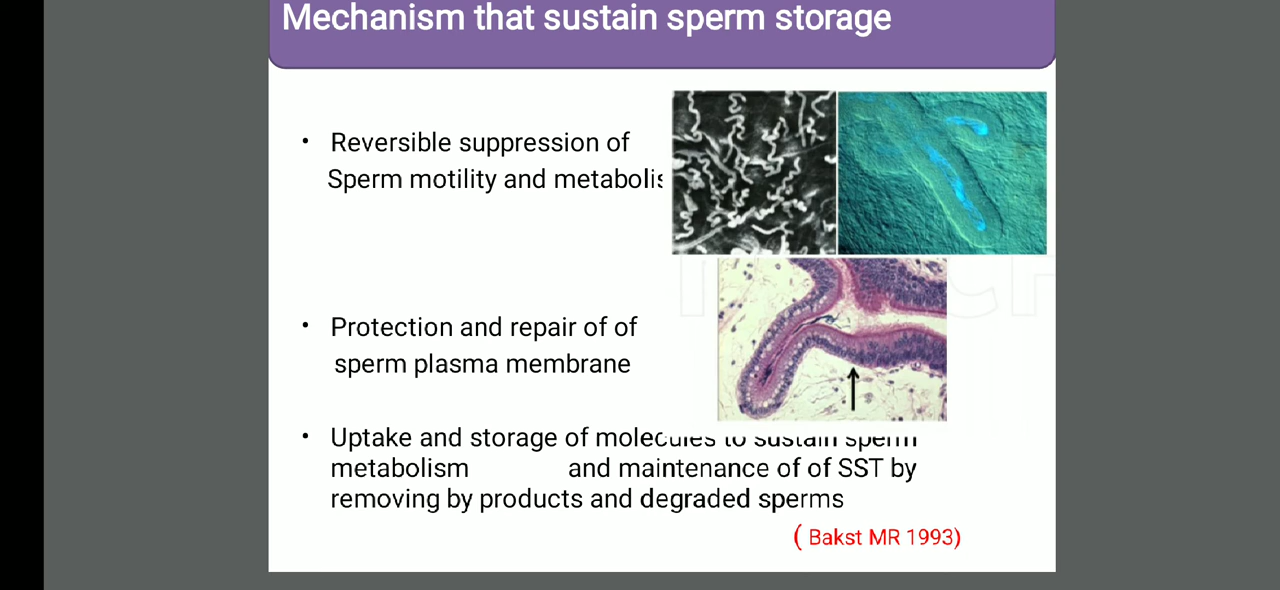 Mechanism that sustain sperm storage
• Reversible suppression of
Sperm motility and metabolis
• Protection and repair of of
sperm plasma membrane
• Uptake and storage of molecules to sustain sperm
metabolism and maintenance of of SST by
removing by products and degraded sperms
( Bakst MR 1993)